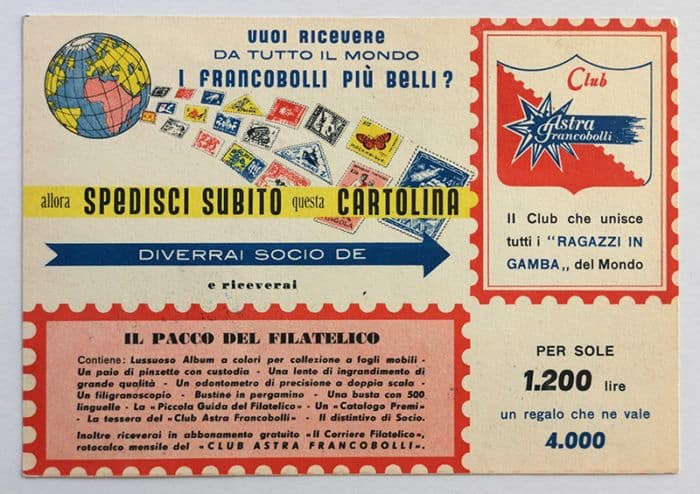 VUOI RICEVERE
DA TUTTO IL MONDO
I FRANCOBOLLI PIÙ BELLI?
allora SPEDISCI SUBITO questa CARTOLINA
DIVERRAI SOCIO DE
e riceverai
Club
Astra
Francobolli
Il Club che unisce
tutti i "RAGAZZI IN
GAMBA„ del Mondo
IL PACCO DEL FILATELICO
Contiene: Lussuoso Album a colori per collezione a fogli mobili -
Un paio di pinzette con custodia - Una lente di ingrandimento di
grande qualità - Un odontometro di precisione a doppia scala -
Un filigranoscopio - Bustine in pergamino - Una busta con 500
linguelle - La «Piccola Guida del Filatelico» - Un «Catalogo Premi»
- La tessera del «Club Astra Francobolli» - Il distintivo di Socio.
Inoltre riceverai in abbonamento gratuito «Il Corriere Filatelico»,
rotocalco mensile del «CLUB ASTRA FRANCOBOLLI».
PER SOLE
1.200 lire
un regalo che ne vale
4.000